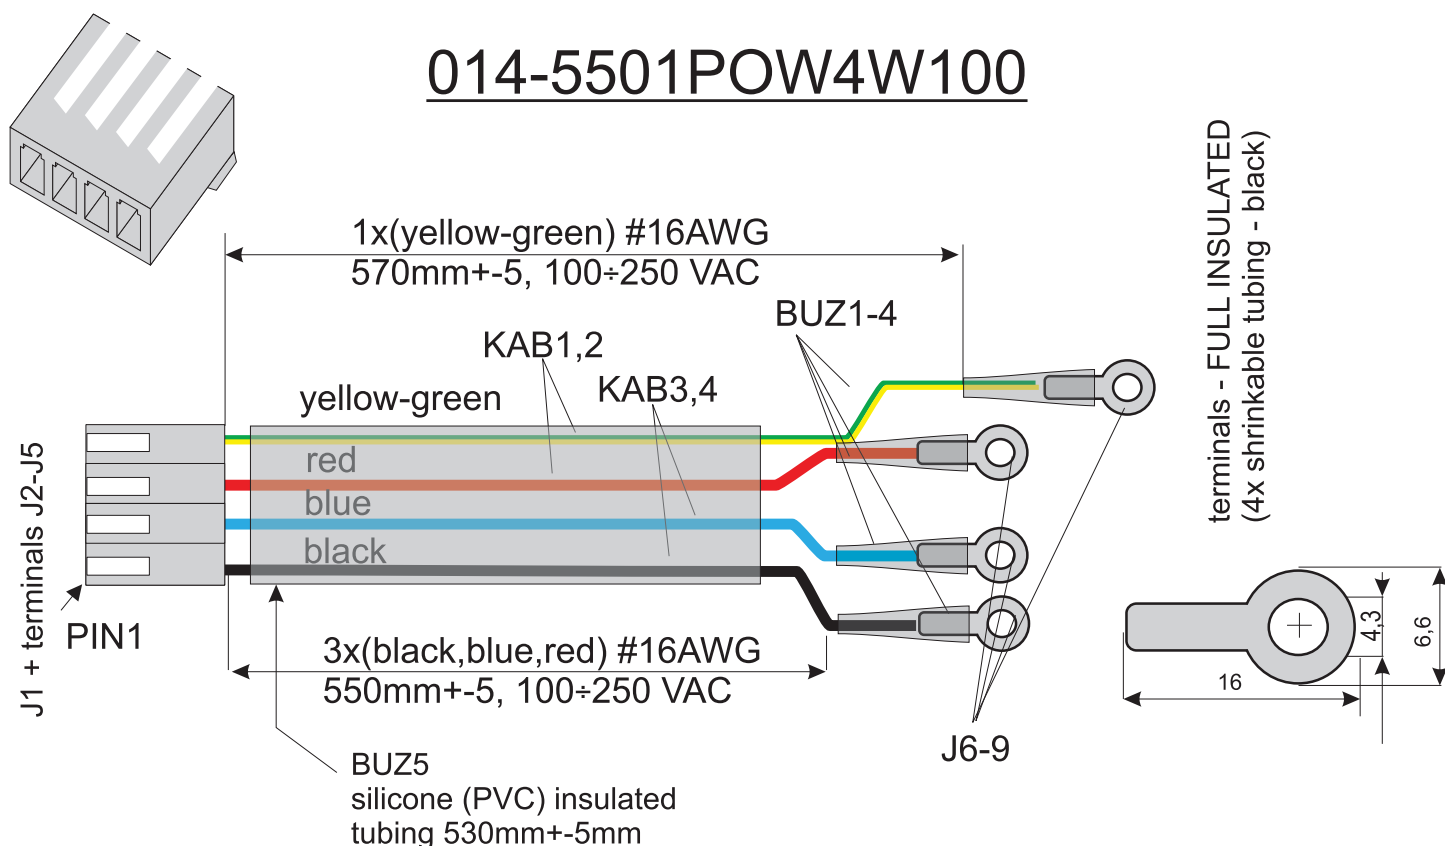 014-5501POW4W100
1x(yellow-green) #16AWG
570mm+-5, 100÷250 VAC
BUZ1-4
KAB1,2
KAB3,4
yellow-green
red
blue
black
J1 + terminals J2-J5
PIN1
3x(black,blue,red) #16AWG
550mm+-5, 100÷250 VAC
BUZ5
silicone (PVC) insulated
tubing 530mm+-5mm
J6-9
terminals - FULL INSULATED
(4x shrinkable tubing - black)
4,3
6,6
16